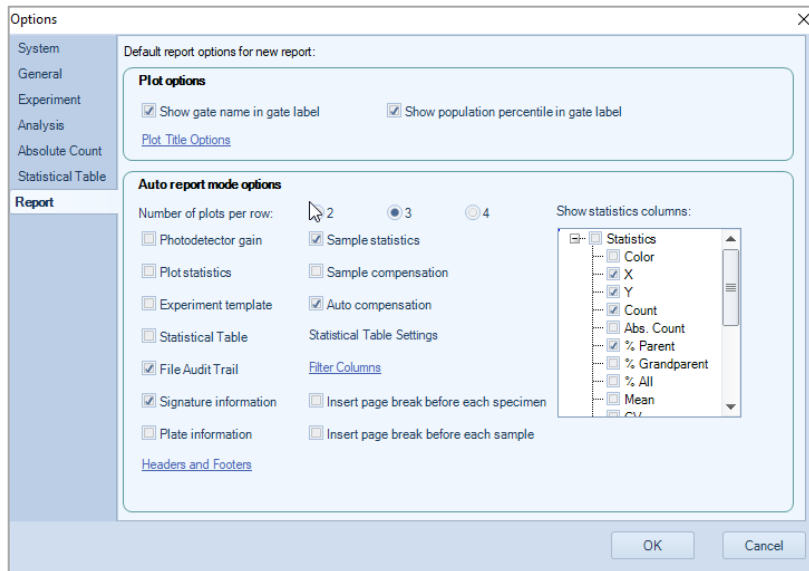 Options
System
General
Experiment
Analysis
Absolute Count
Statistical Table
Report
Default report options for new report:
Plot options
Show gate name in gate label
Show population percentile in gate label
Plot Title Options
Auto report mode options
Number of plots per row:
2
3
4
Photodetector gain
Sample statistics
Plot statistics
Sample compensation
Experiment template
Auto compensation
Statistical Table
Statistical Table Settings
File Audit Trail
Filter Columns
Signature information
Insert page break before each specimen
Plate information
Insert page break before each sample
Headers and Footers
Show statistics columns:
Statistics
Color
X
Y
Count
Abs. Count
% Parent
% Grandparent
% All
Mean
OK
Cancel